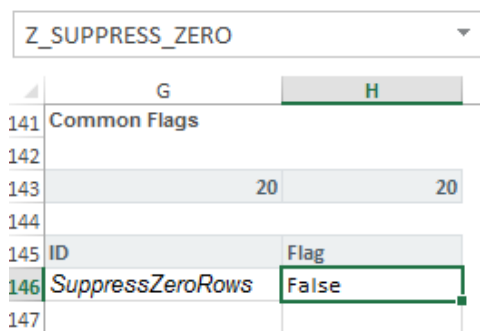 Z_SUPPRESS_ZERO
G H
141 Common Flags
142
143 20 20
144
145 ID Flag
146 SuppressZeroRows False
147